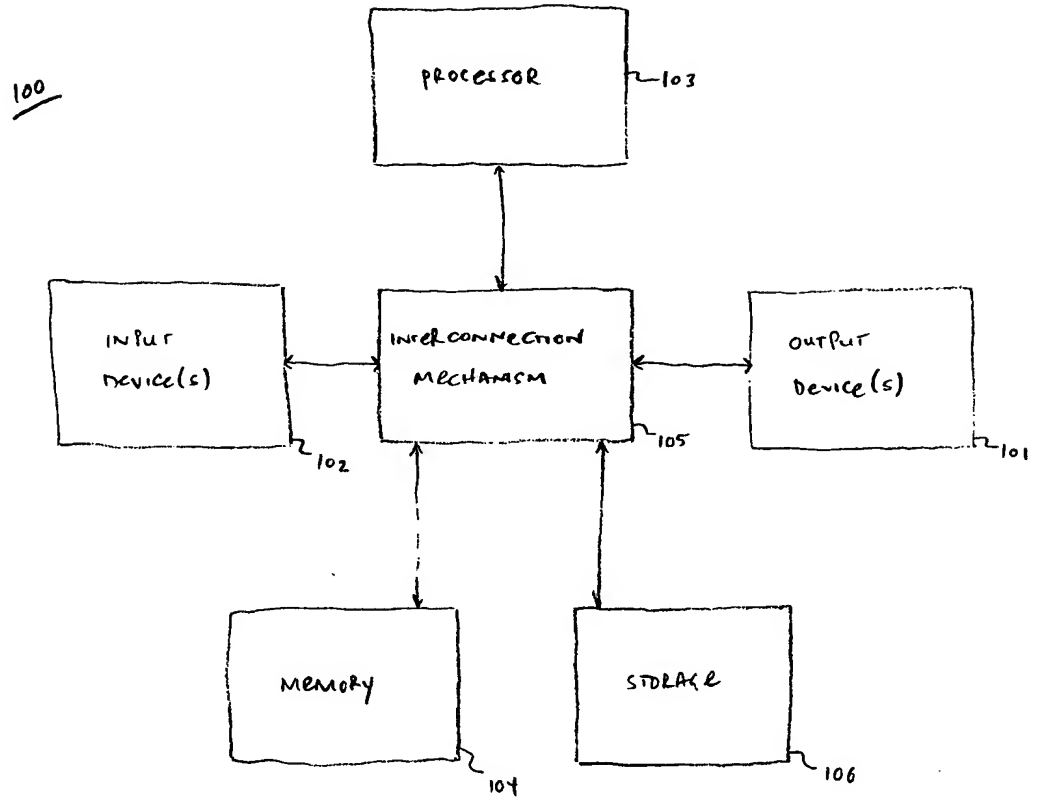 PROCESSOR
103
100
INPUT
DEVICE(S)
102
INTERCONNECTION
MECHANISM
105
OUTPUT
DEVICE(S)
101
MEMORY
104
STORAGE
106